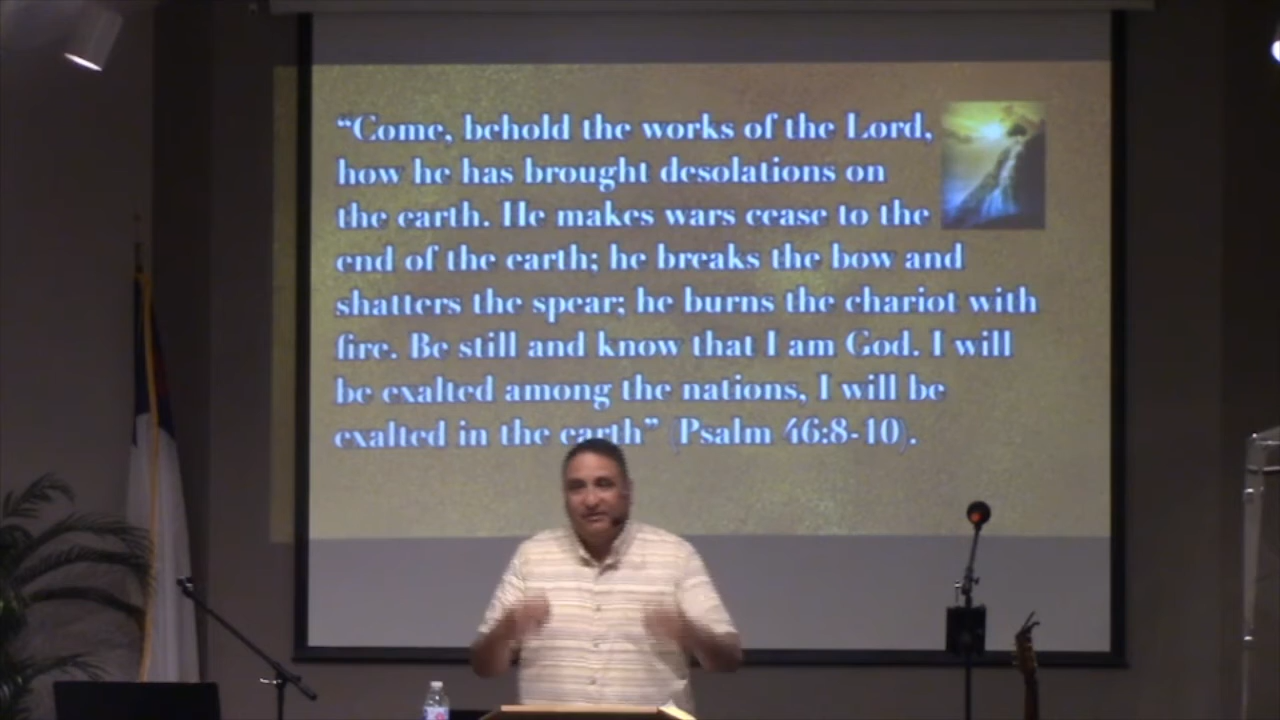 “Come, behold the works of the Lord,
how he has brought desolations on
the earth. He makes wars cease to the
end of the earth; he breaks the bow and
shatters the spear; he burns the chariot with
fire. Be still and know that I am God. I will
be exalted among the nations, I will be
exalted in the earth” (Psalm 46:8-10).